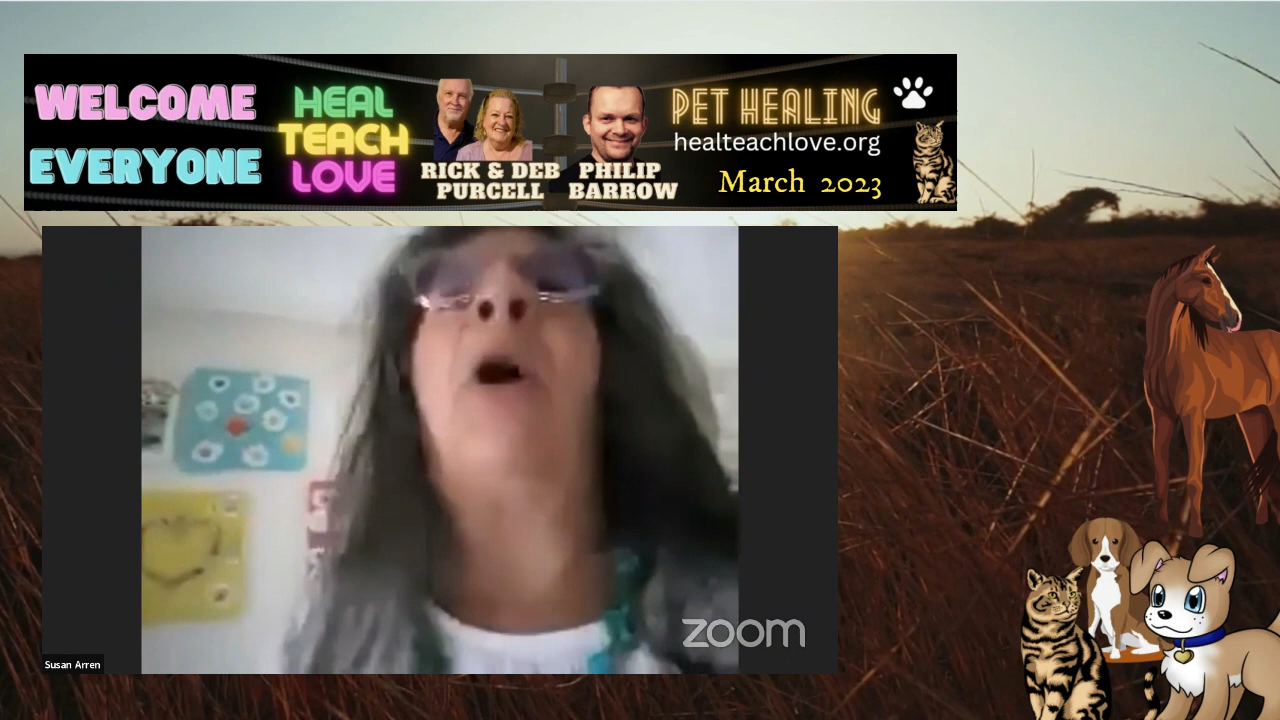 WELCOME
EVERYONE
HEAL
TEACH
LOVE
RICK & DEB
PURCELL
PHILIP
BARROW
PET HEALING
healteachlove.org
March 2023
zoom
Susan Arren